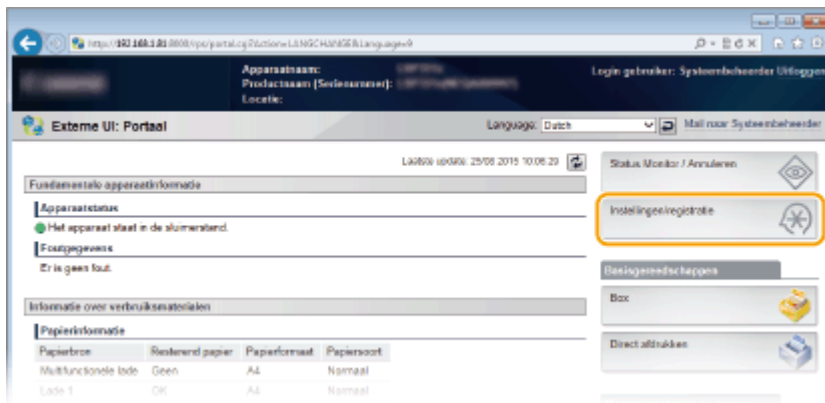 http://192.168.1.81:8000/rps/portal.cgi?Action=LANGCHANGE&Language=9
Apparaatnaam:
Productnaam (Serienummer):
Locatie:
Login gebruiker: Systeembeheerder Uitloggen
Externe UI: Portaal
Language: Dutch
Mail naar Systeembeheerder
Laatste update: 25/08 2015 10:06:29
Fundamentele apparaatinformatie
Apparaatstatus
Het apparaat staat in de sluimerstand.
Foutgegevens
Er is geen fout.
Informatie over verbruiksmaterialen
Papierinformatie
Papierbron Resterend papier Papierformaat Papiersoort
Multifunctionele lade Geen A4 Normaal
Lade 1 OK A4 Normaal
Status Monitor / Annuleren
Instellingen/registratie
Basisgereedschappen
Box
Direct afdrukken